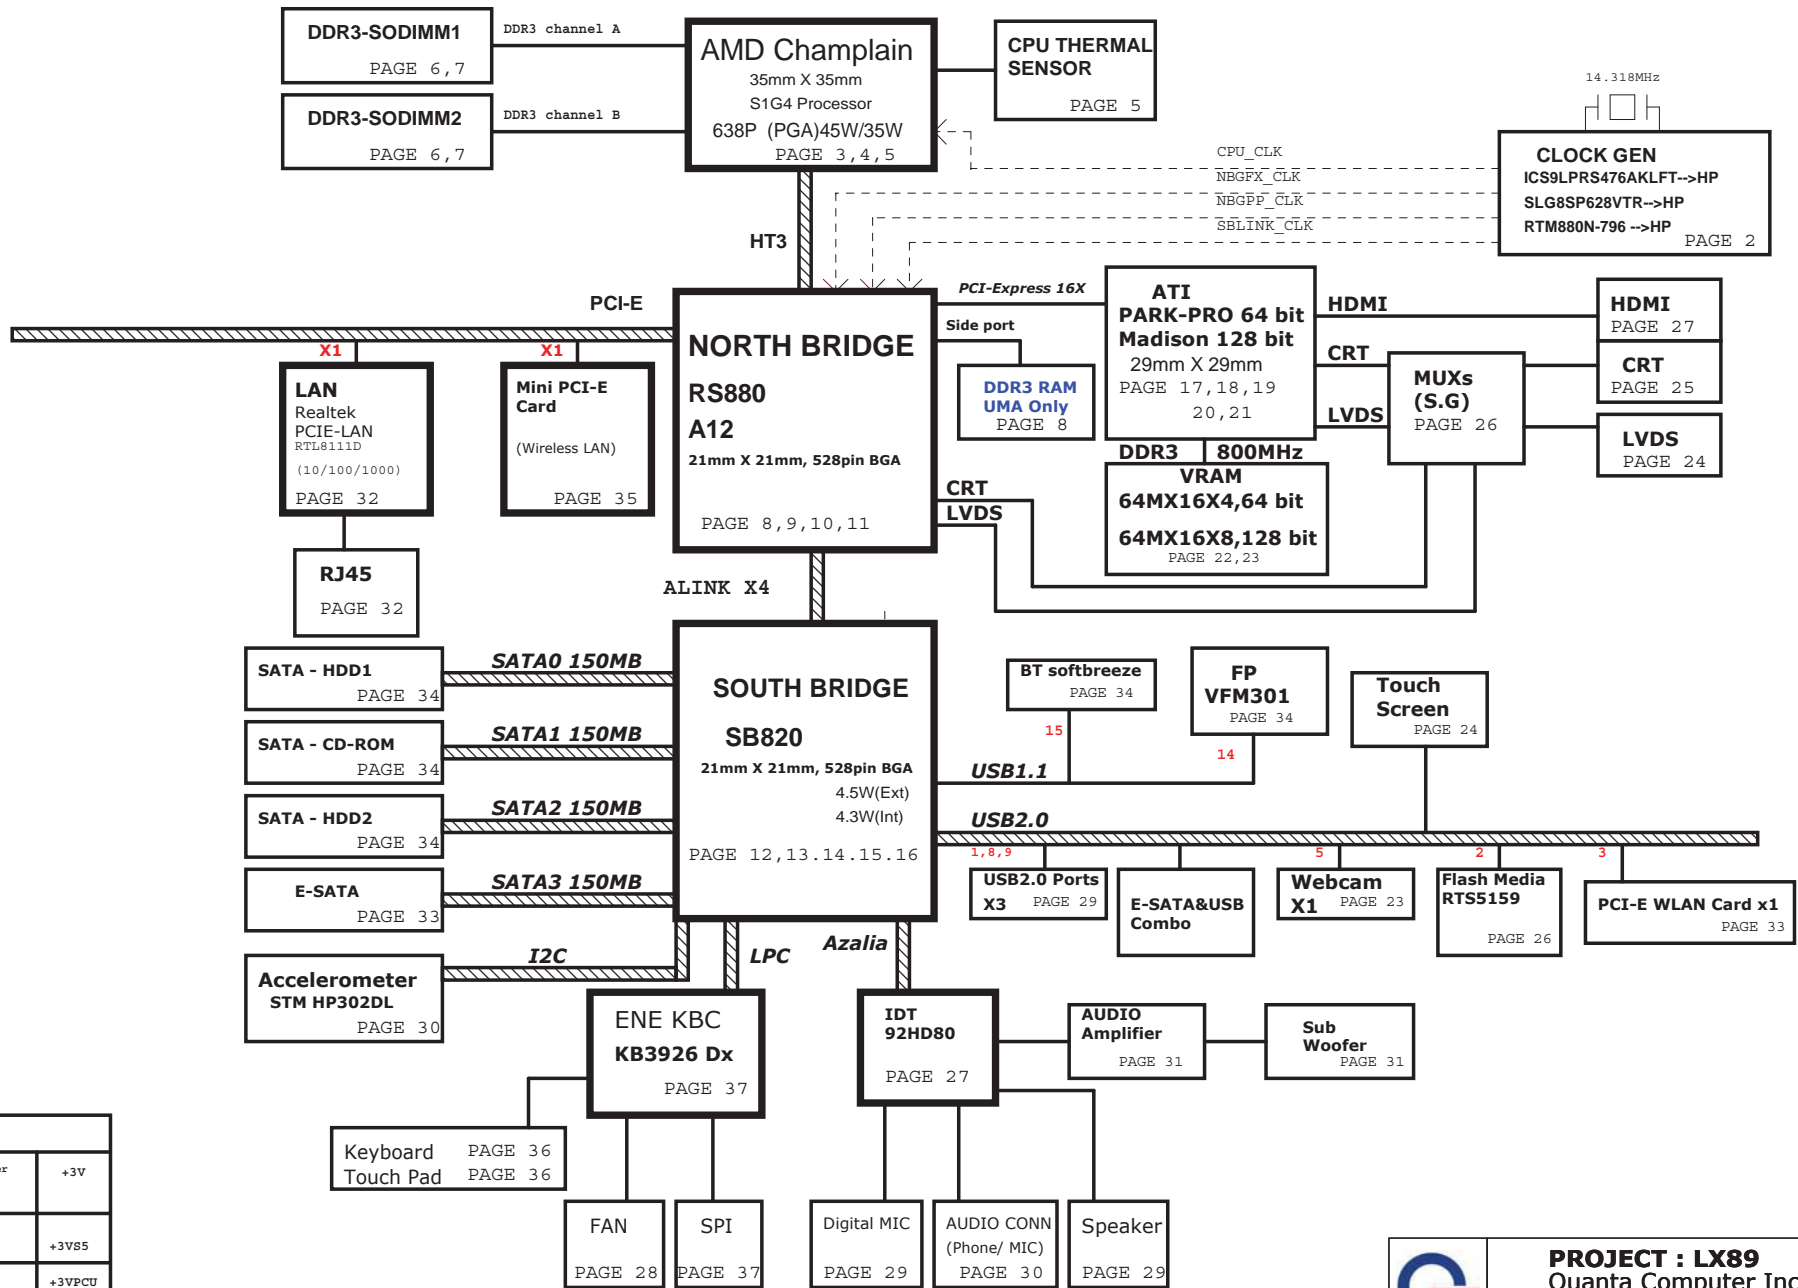 DDR3-SODIMM1
PAGE 6,7
DDR3 channel A
DDR3-SODIMM2
PAGE 6,7
DDR3 channel B
AMD Champlain
35mm X 35mm
S1G4 Processor
638P (PGA)45W/35W
PAGE 3,4,5
CPU THERMAL
SENSOR
PAGE 5
14.318MHz
CLOCK GEN
ICS9LPRS476AKLFT-->HP
SLG8SP628VTR-->HP
RTM880N-796 -->HP
PAGE 2
CPU_CLK
NBGFX_CLK
NBGPP_CLK
SBLINK_CLK
HT3
PCI-E
X1
X1
LAN
Realtek
PCIE-LAN
RTL8111D
(10/100/1000)
PAGE 32
RJ45
PAGE 32
Mini PCI-E
Card
(Wireless LAN)
PAGE 35
NORTH BRIDGE
RS880
A12
21mm X 21mm, 528pin BGA
PAGE 8,9,10,11
PCI-Express 16X
Side port
DDR3 RAM
UMA Only
PAGE 8
CRT
LVDS
ATI
PARK-PRO 64 bit
Madison 128 bit
29mm X 29mm
PAGE 17,18,19
20,21
DDR3
800MHz
VRAM
64MX16X4,64 bit
64MX16X8,128 bit
PAGE 22,23
HDMI
CRT
LVDS
MUXs
(S.G)
PAGE 26
HDMI
PAGE 27
CRT
PAGE 25
LVDS
PAGE 24
ALINK X4
SOUTH BRIDGE
SB820
21mm X 21mm, 528pin BGA
4.5W(Ext)
4.3W(Int)
PAGE 12,13.14.15.16
SATA - HDD1
PAGE 34
SATA0 150MB
SATA - CD-ROM
PAGE 34
SATA1 150MB
SATA - HDD2
PAGE 34
SATA2 150MB
E-SATA
PAGE 33
SATA3 150MB
Accelerometer
STM HP302DL
PAGE 30
I2C
LPC
Azalia
BT softbreeze
PAGE 34
15
FP
VFM301
PAGE 34
14
Touch
Screen
PAGE 24
USB1.1
USB2.0
1,8,9
USB2.0 Ports
X3 PAGE 29
E-SATA&USB
Combo
5
Webcam
X1 PAGE 23
2
Flash Media
RTS5159
PAGE 26
3
PCI-E WLAN Card x1
PAGE 33
ENE KBC
KB3926 Dx
PAGE 37
IDT
92HD80
PAGE 27
AUDIO
Amplifier
PAGE 31
Sub
Woofer
PAGE 31
Keyboard PAGE 36
Touch Pad PAGE 36
FAN
PAGE 28
SPI
PAGE 37
Digital MIC
PAGE 29
AUDIO CONN
(Phone/ MIC)
PAGE 30
Speaker
PAGE 29
+3V
+3VS5
+3VPCU
PROJECT : LX89
Quanta Computer Inc